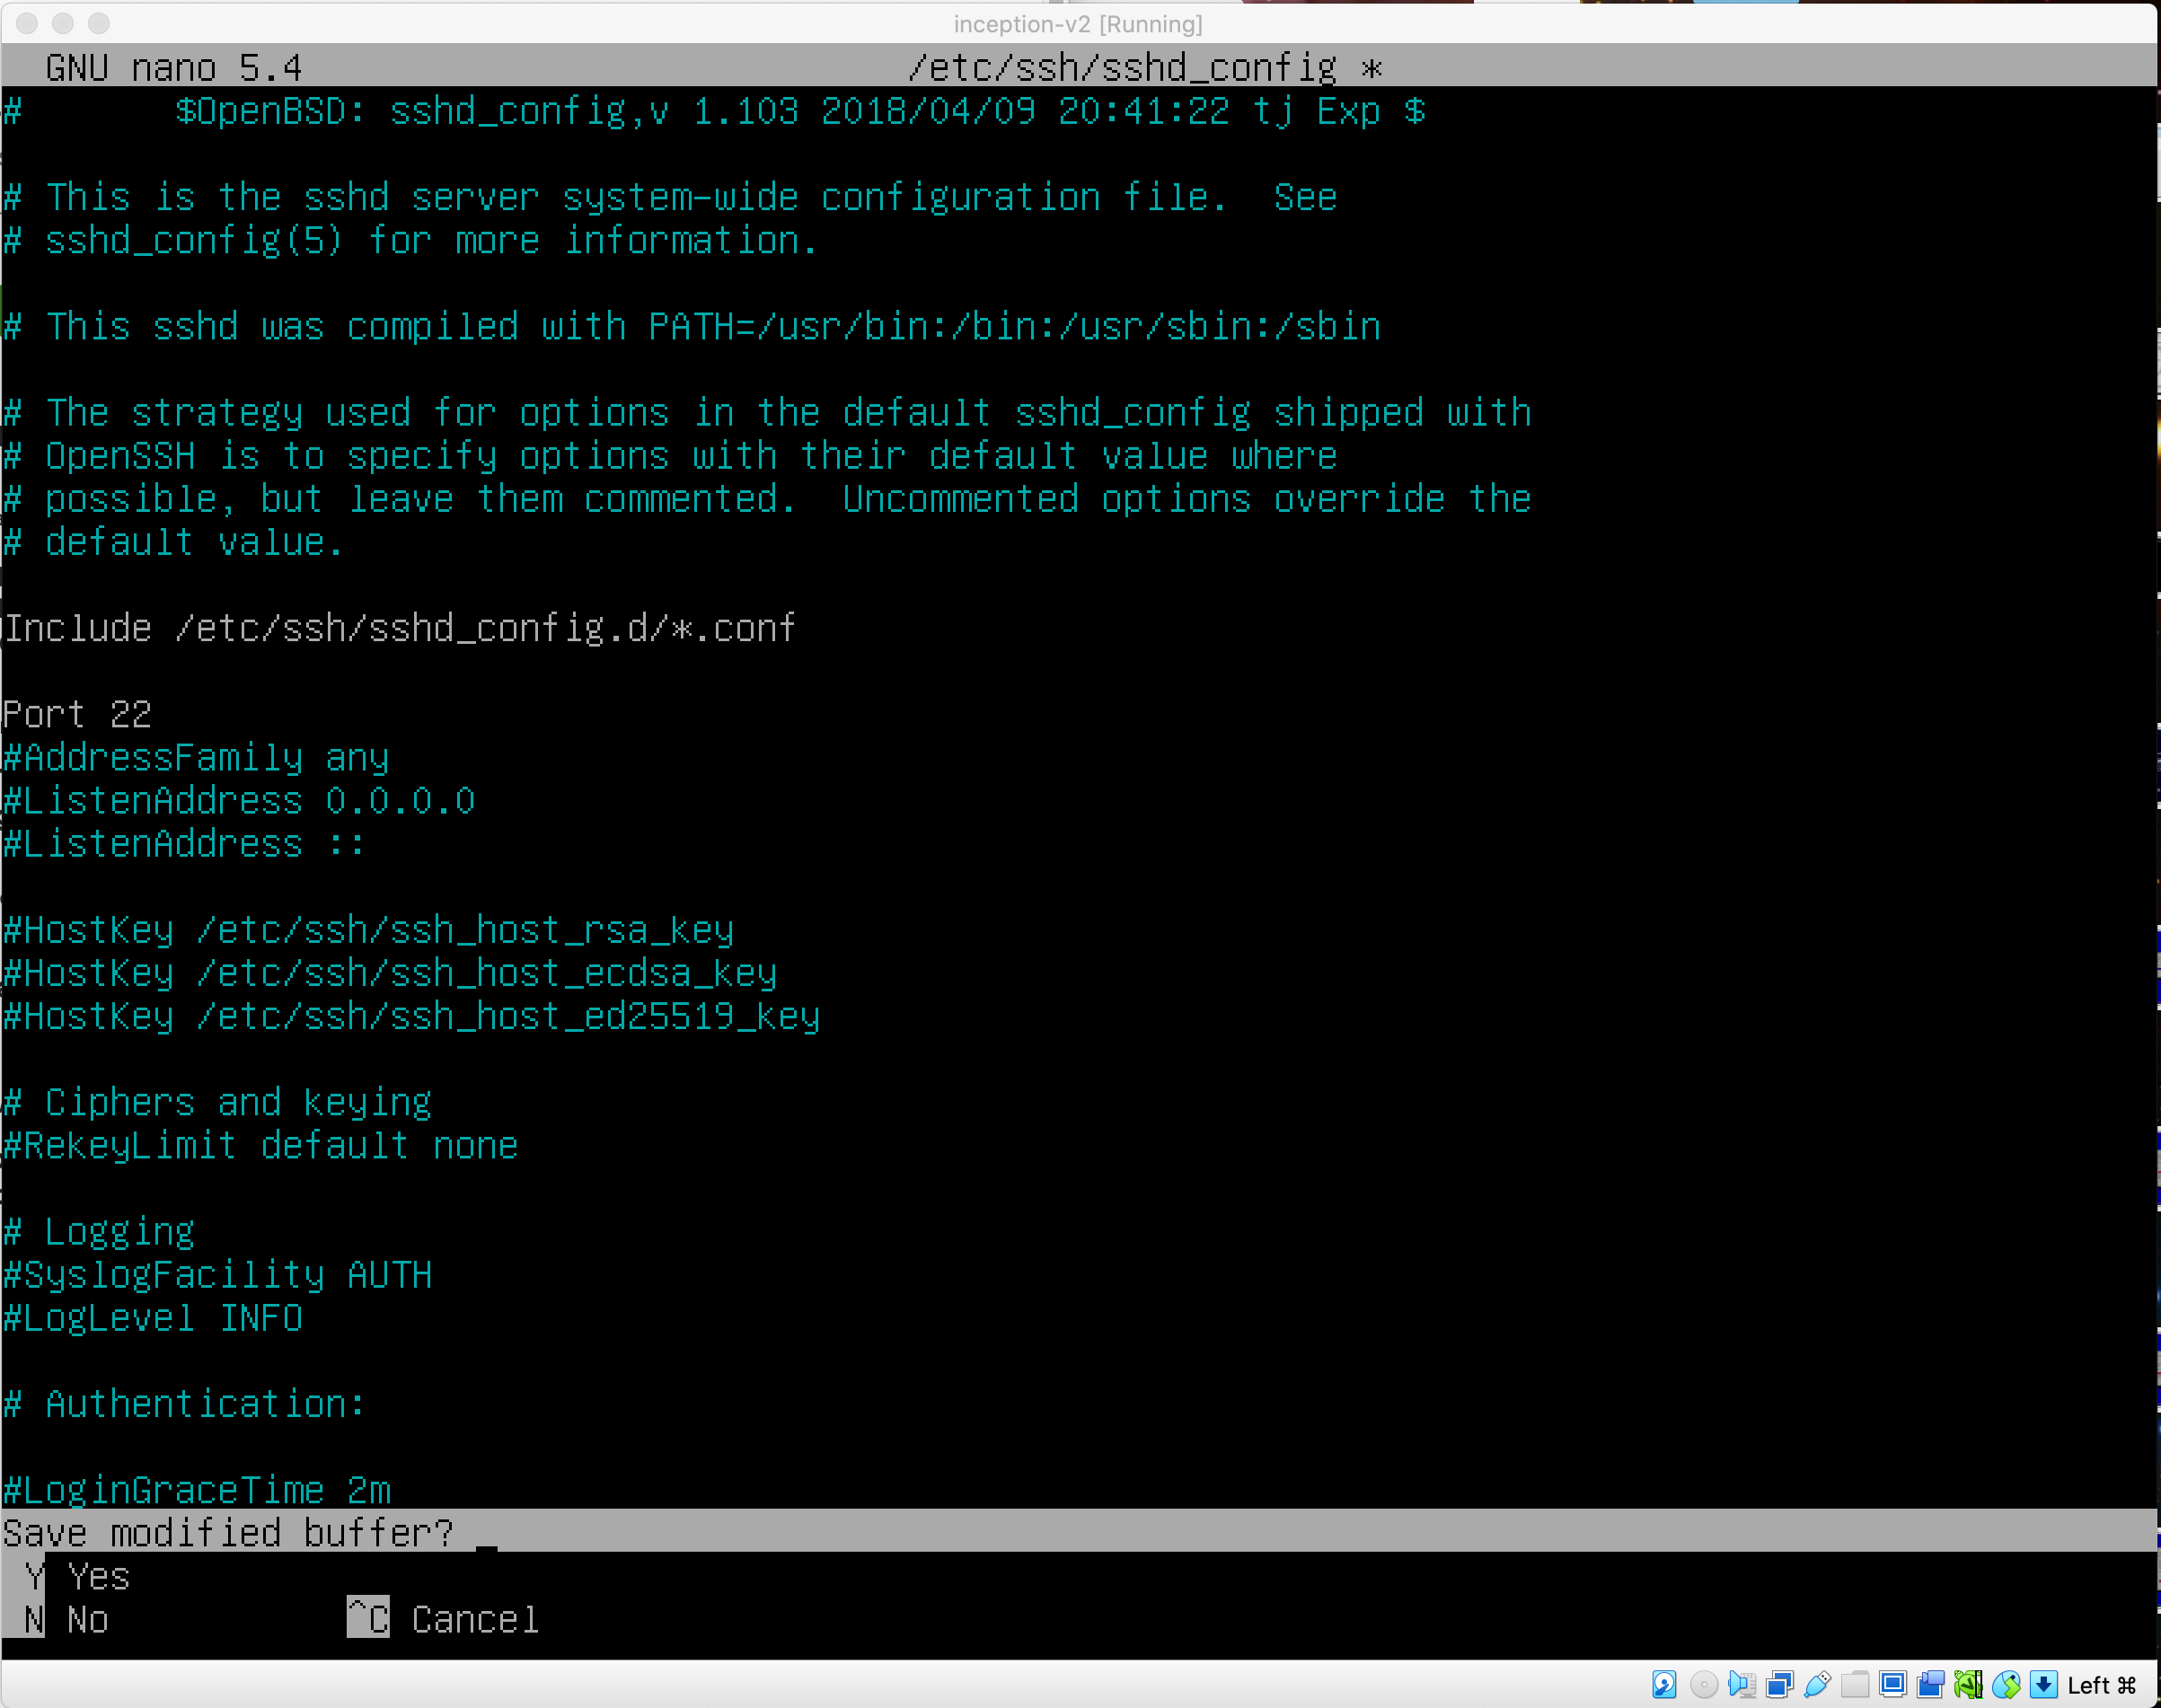 inception-v2 [Running]
GNU nano 5.4 /etc/ssh/sshd_config *
# $OpenBSD: sshd_config,v 1.103 2018/04/09 20:41:22 tj Exp $
# This is the sshd server system-wide configuration file.  See
# sshd_config(5) for more information.
# This sshd was compiled with PATH=/usr/bin:/bin:/usr/sbin:/sbin
# The strategy used for options in the default sshd_config shipped with
# OpenSSH is to specify options with their default value where
# possible, but leave them commented.  Uncommented options override the
# default value.
Include /etc/ssh/sshd_config.d/*.conf
Port 22
#AddressFamily any
#ListenAddress 0.0.0.0
#ListenAddress ::
#HostKey /etc/ssh/ssh_host_rsa_key
#HostKey /etc/ssh/ssh_host_ecdsa_key
#HostKey /etc/ssh/ssh_host_ed25519_key
# Ciphers and keying
#RekeyLimit default none
# Logging
#SyslogFacility AUTH
#LogLevel INFO
# Authentication:
#LoginGraceTime 2m
Save modified buffer?
Y Yes
N No ^C Cancel
Left ⌘